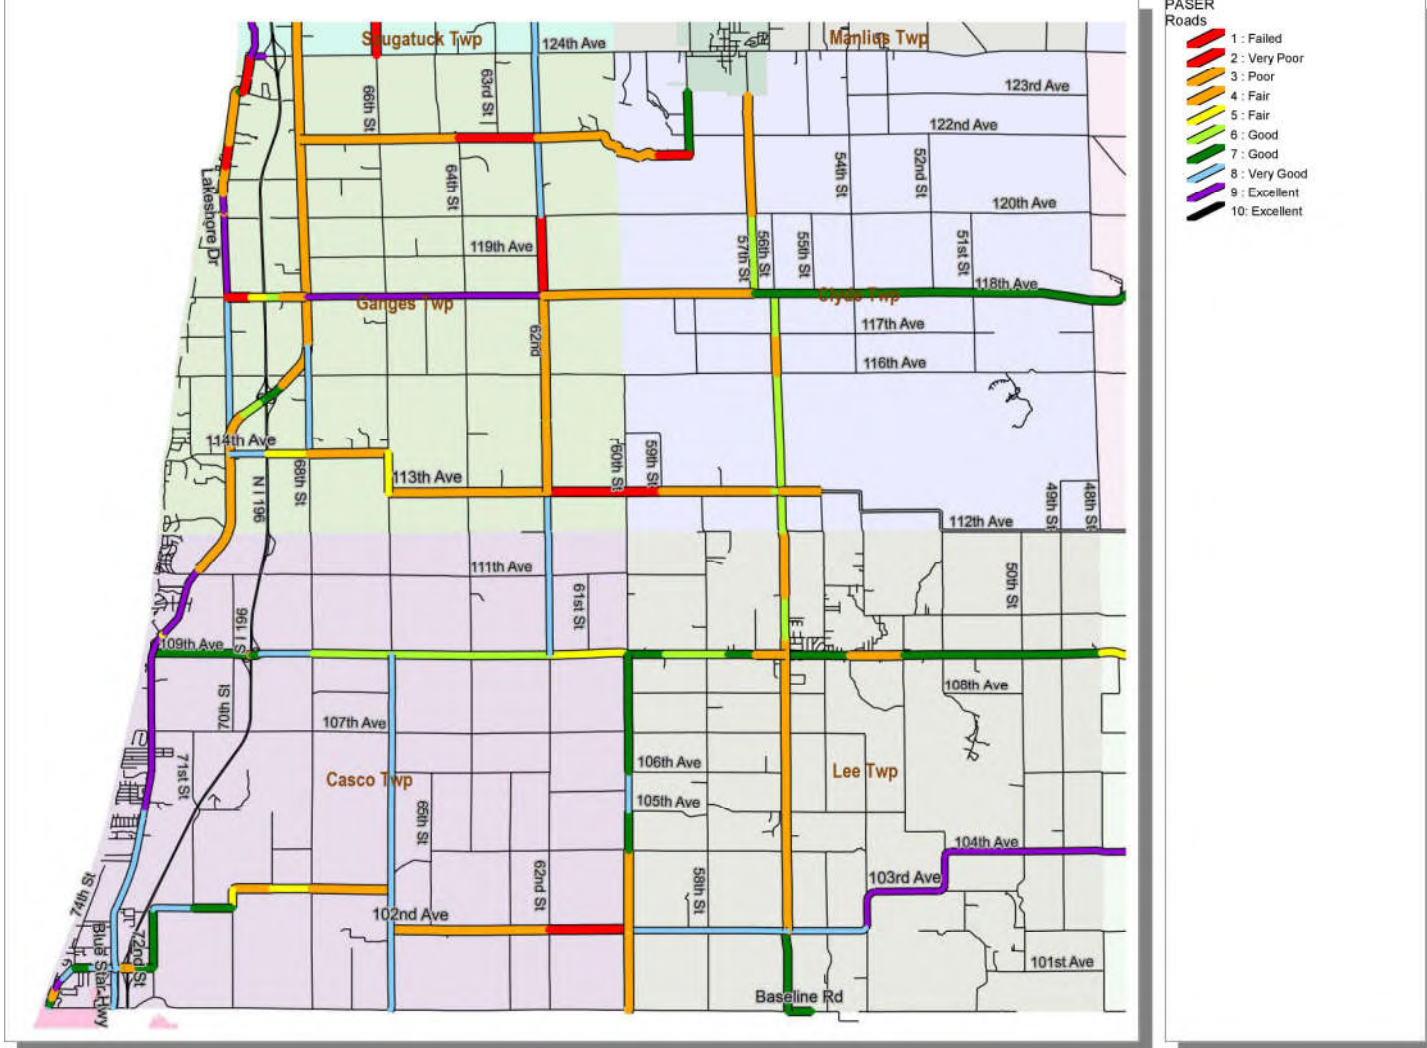 PASER
Roads
1 : Failed
2 : Very Poor
3 : Poor
4 : Fair
5 : Fair
6 : Good
7 : Good
8 : Very Good
9 : Excellent
10: Excellent
Saugatuck Twp
124th Ave
Manlius Twp
66th St
63rd St
123rd Ave
122nd Ave
Lakeshore Dr
64th St
54th St
52nd St
120th Ave
119th Ave
57th St
56th St
55th St
51st St
118th Ave
Ganges Twp
Clyde Twp
62nd
117th Ave
116th Ave
114th Ave
N I 196
68th St
113th Ave
60th St
59th St
49th St
48th St
112th Ave
111th Ave
61st St
50th St
109th Ave
S I 196
70th St
108th Ave
107th Ave
71st St
106th Ave
Casco Twp
Lee Twp
105th Ave
65th St
104th Ave
74th St
62nd St
58th St
103rd Ave
102nd Ave
Blue Star Hwy
72nd St
101st Ave
Baseline Rd